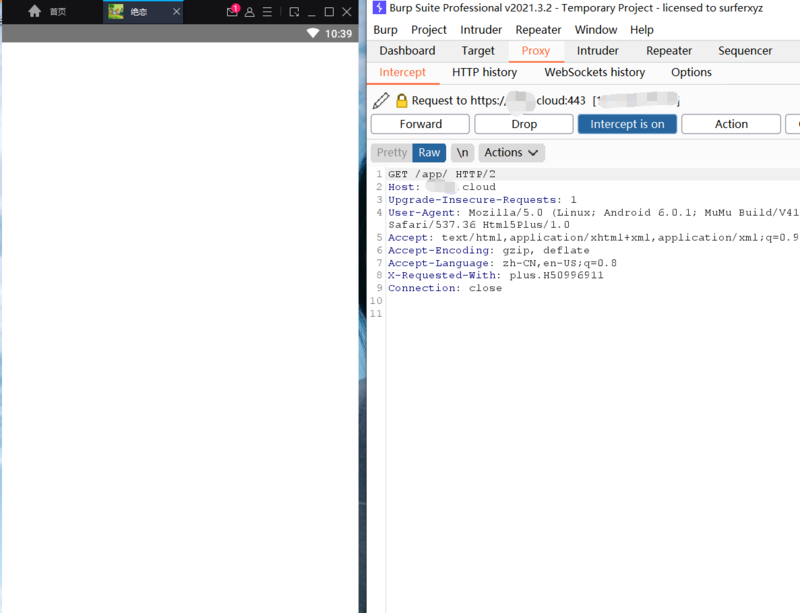 首页
绝恋
1
10:39
Burp Suite Professional v2021.3.2 - Temporary Project - licensed to surferxyz
Burp Project Intruder Repeater Window Help
Dashboard Target Proxy Intruder Repeater Sequencer
Intercept HTTP history WebSockets history Options
Request to https:/ cloud:443 [1 ]
Forward Drop Intercept is on Action
Pretty Raw \n Actions
1 GET /app/ HTTP/2
2 Host: .cloud
3 Upgrade-Insecure-Requests: 1
4 User-Agent: Mozilla/5.0 (Linux; Android 6.0.1; MuMu Build/V41
Safari/537.36 Html5Plus/1.0
5 Accept: text/html,application/xhtml+xml,application/xml;q=0.9
6 Accept-Encoding: gzip, deflate
7 Accept-Language: zh-CN,en-US;q=0.8
8 X-Requested-With: plus.H50996911
9 Connection: close
10
11